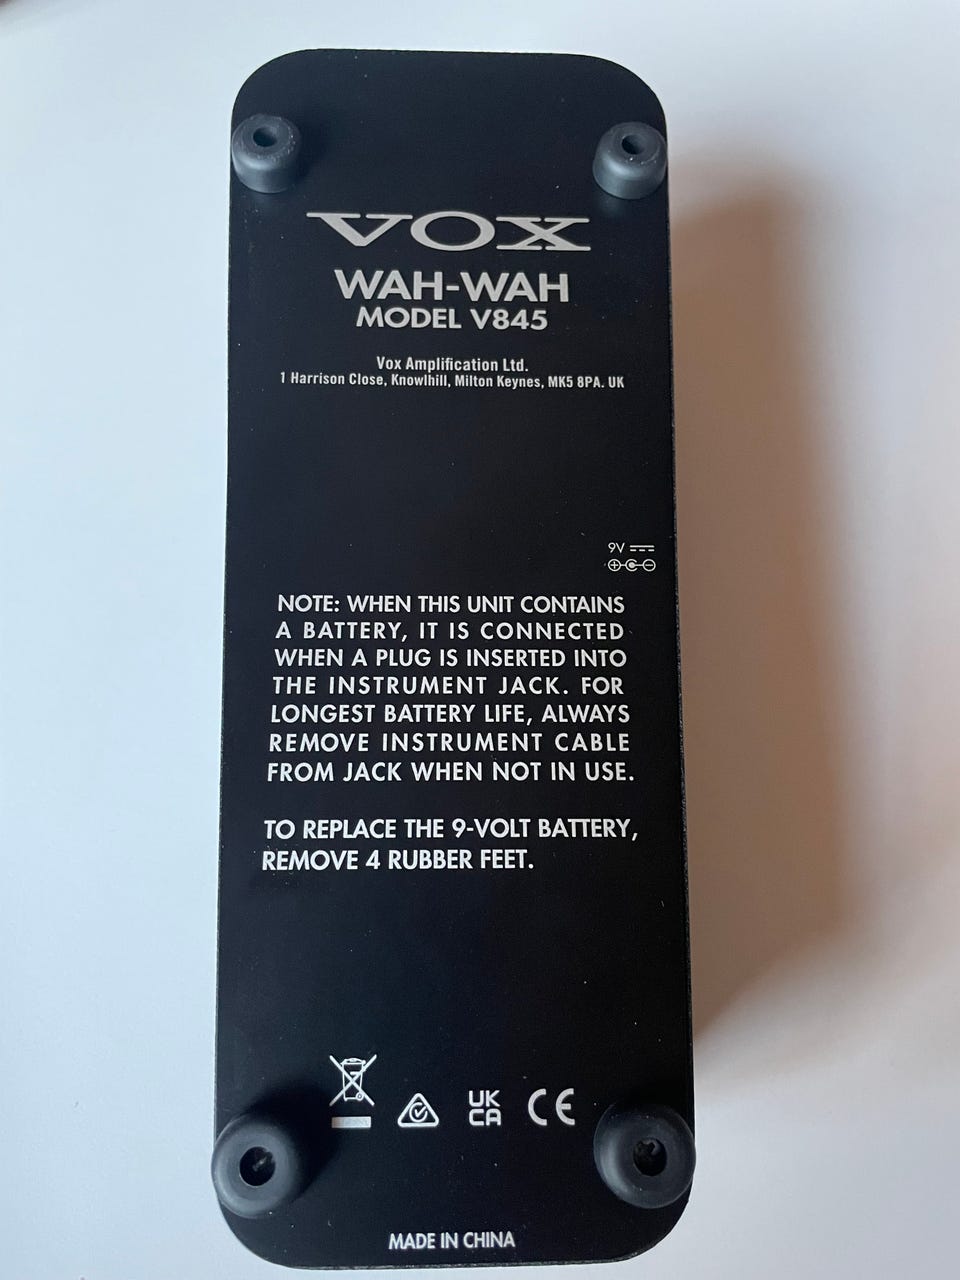 VOX
WAH-WAH
MODEL V845
Vox Amplification Ltd.
1 Harrison Close, Knowlhill, Milton Keynes, MK5 8PA. UK
9V
NOTE: WHEN THIS UNIT CONTAINS
A BATTERY, IT IS CONNECTED
WHEN A PLUG IS INSERTED INTO
THE INSTRUMENT JACK. FOR
LONGEST BATTERY LIFE, ALWAYS
REMOVE INSTRUMENT CABLE
FROM JACK WHEN NOT IN USE.
TO REPLACE THE 9-VOLT BATTERY,
REMOVE 4 RUBBER FEET.
UK
CA
CE
MADE IN CHINA